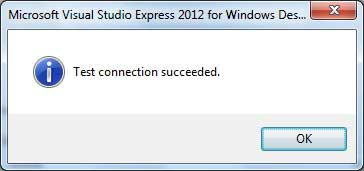 Microsoft Visual Studio Express 2012 for Windows Des...
Test connection succeeded.
OK